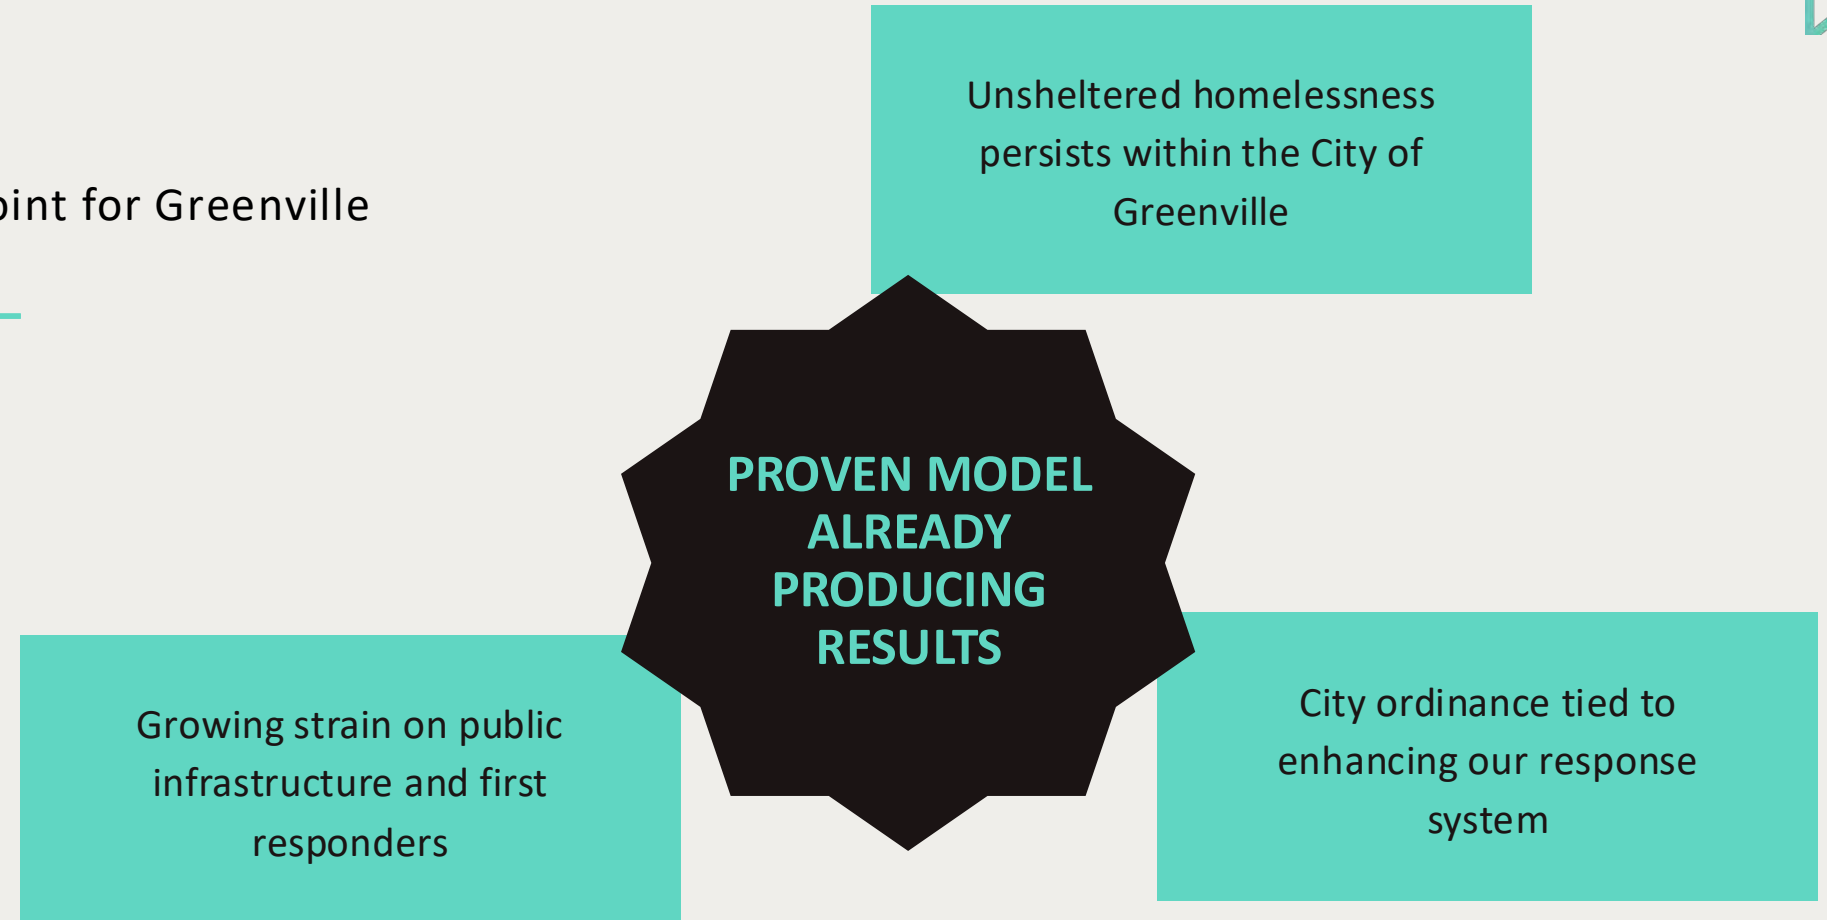 Unsheltered homelessness
persists within the City of
Greenville
for Greenville
PROVEN MODEL
ALREADY
PRODUCING
RESULTS
Growing strain on public
infrastructure and first
responders
City ordinance tied to
enhancing our response
system